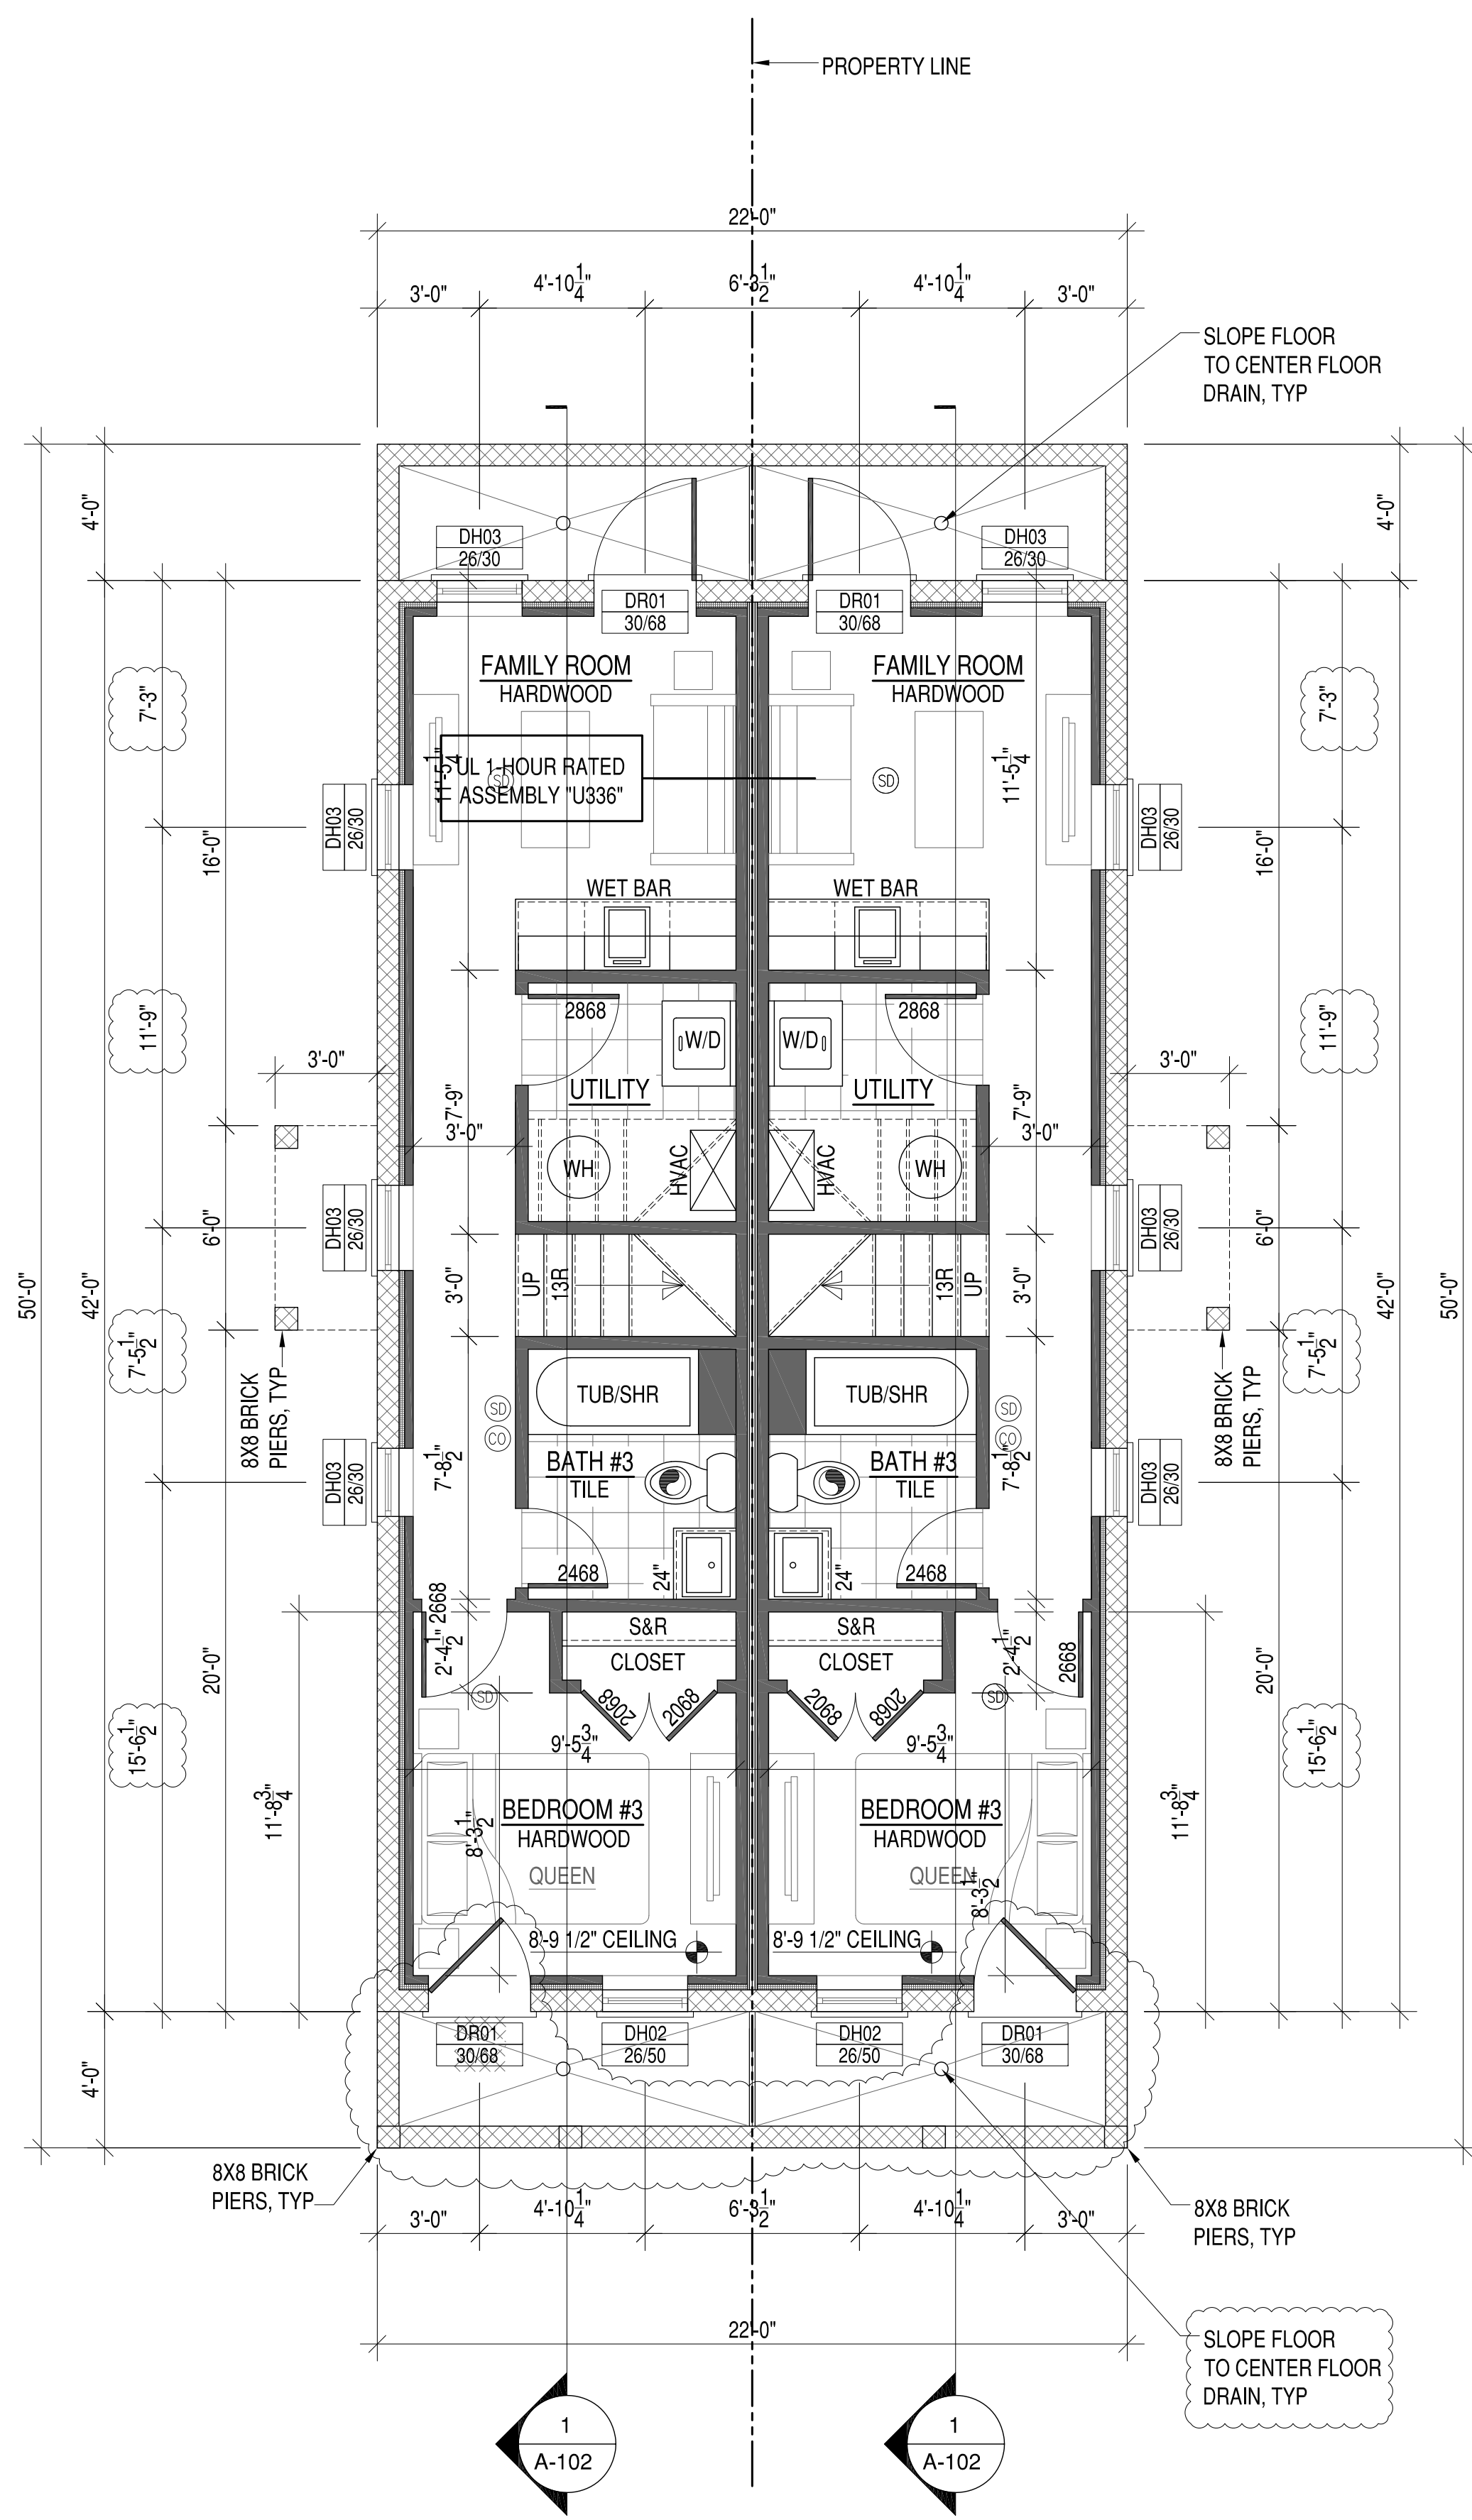 PROPERTY LINE
22'-0"
3'-0" 4'-10 1/4" 6'-3 1/2" 4'-10 1/4" 3'-0"
SLOPE FLOOR
TO CENTER FLOOR
DRAIN, TYP
4'-0" 4'-0"
DH03 DH03
26/30 26/30
DR01 DR01
30/68 30/68
FAMILY ROOM FAMILY ROOM
HARDWOOD HARDWOOD
7'-3" 7'-3"
11'-5 1/4" 11'-5 1/4"
UL 1-HOUR RATED
ASSEMBLY "U336"
SD SD
DH03 DH03
26/30 26/30
16'-0" 16'-0"
WET BAR WET BAR
2868 2868
W/D W/D
11'-9" 11'-9"
3'-0" 3'-0"
UTILITY UTILITY
7'-9" 7'-9"
3'-0" 3'-0"
WH HVAC HVAC WH
DH03 DH03
26/30 26/30
6'-0" 6'-0"
3'-0" UP 13R 13R UP 3'-0"
50'-0" 42'-0" 42'-0" 50'-0"
7'-5 1/2" 7'-5 1/2"
8X8 BRICK
PIERS, TYP
8X8 BRICK
PIERS, TYP
TUB/SHR TUB/SHR
SD SD
CO CO
7'-8 1/2" 7'-8 1/2"
BATH #3 BATH #3
TILE TILE
DH03 DH03
26/30 26/30
2468 24" 24" 2468
2668 2668
2'-4 1/2" 2'-4 1/2"
S&R S&R
CLOSET CLOSET
20'-0" 20'-0"
SD SD
2068 2068 2068 2068
9'-5 3/4" 9'-5 3/4"
15'-6 1/2" 15'-6 1/2"
11'-8 3/4" 11'-8 3/4"
BEDROOM #3 BEDROOM #3
HARDWOOD HARDWOOD
8'-3 1/2" 8'-3 1/2"
QUEEN QUEEN
8'-9 1/2" CEILING 8'-9 1/2" CEILING
DR01 DH02 DH02 DR01
30/68 26/50 26/50 30/68
4'-0"
8X8 BRICK
PIERS, TYP
8X8 BRICK
PIERS, TYP
3'-0" 4'-10 1/4" 6'-3 1/2" 4'-10 1/4" 3'-0"
22'-0"
SLOPE FLOOR
TO CENTER FLOOR
DRAIN, TYP
1 1
A-102 A-102